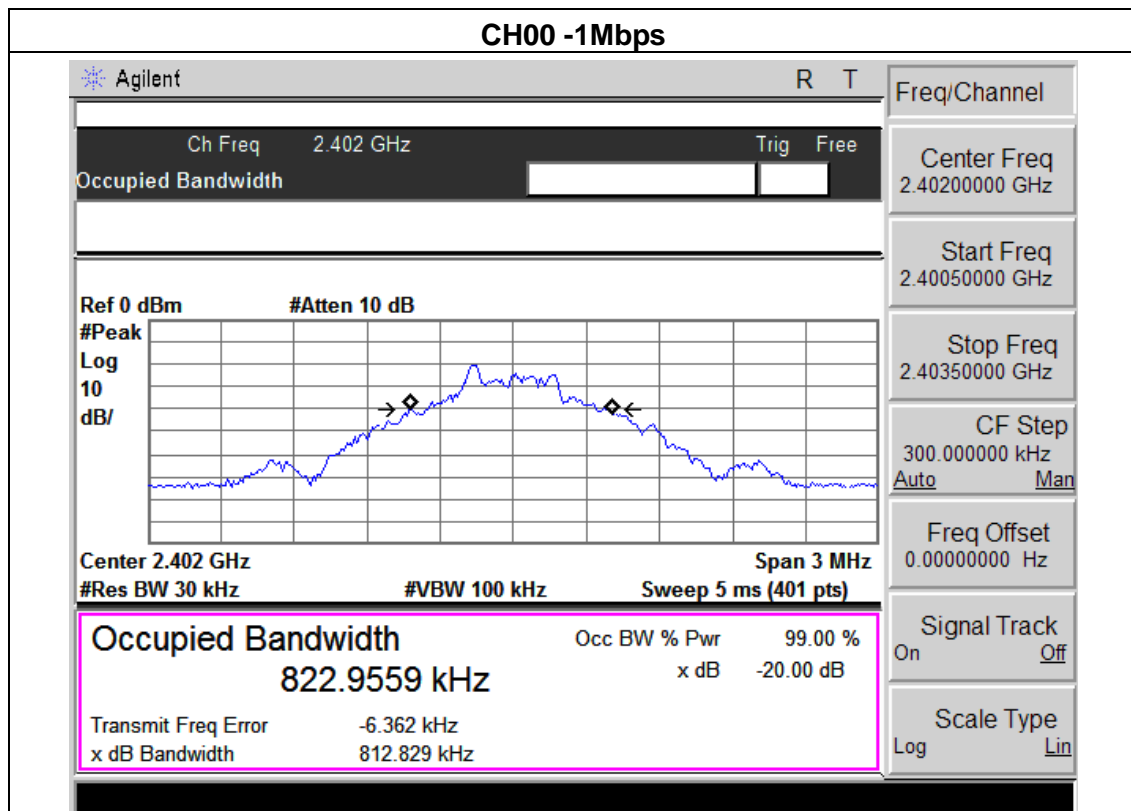 CH00 -1Mbps
Agilent R T
Ch Freq 2.402 GHz Trig Free
Occupied Bandwidth
Ref 0 dBm #Atten 10 dB
#Peak
Log
10
dB/
Center 2.402 GHz Span 3 MHz
#Res BW 30 kHz #VBW 100 kHz Sweep 5 ms (401 pts)
Occupied Bandwidth Occ BW % Pwr 99.00 %
822.9559 kHz x dB -20.00 dB
Transmit Freq Error -6.362 kHz
x dB Bandwidth 812.829 kHz
Freq/Channel
Center Freq
2.40200000 GHz
Start Freq
2.40050000 GHz
Stop Freq
2.40350000 GHz
CF Step
300.000000 kHz
Auto Man
Freq Offset
0.00000000 Hz
Signal Track
On Off
Scale Type
Log Lin